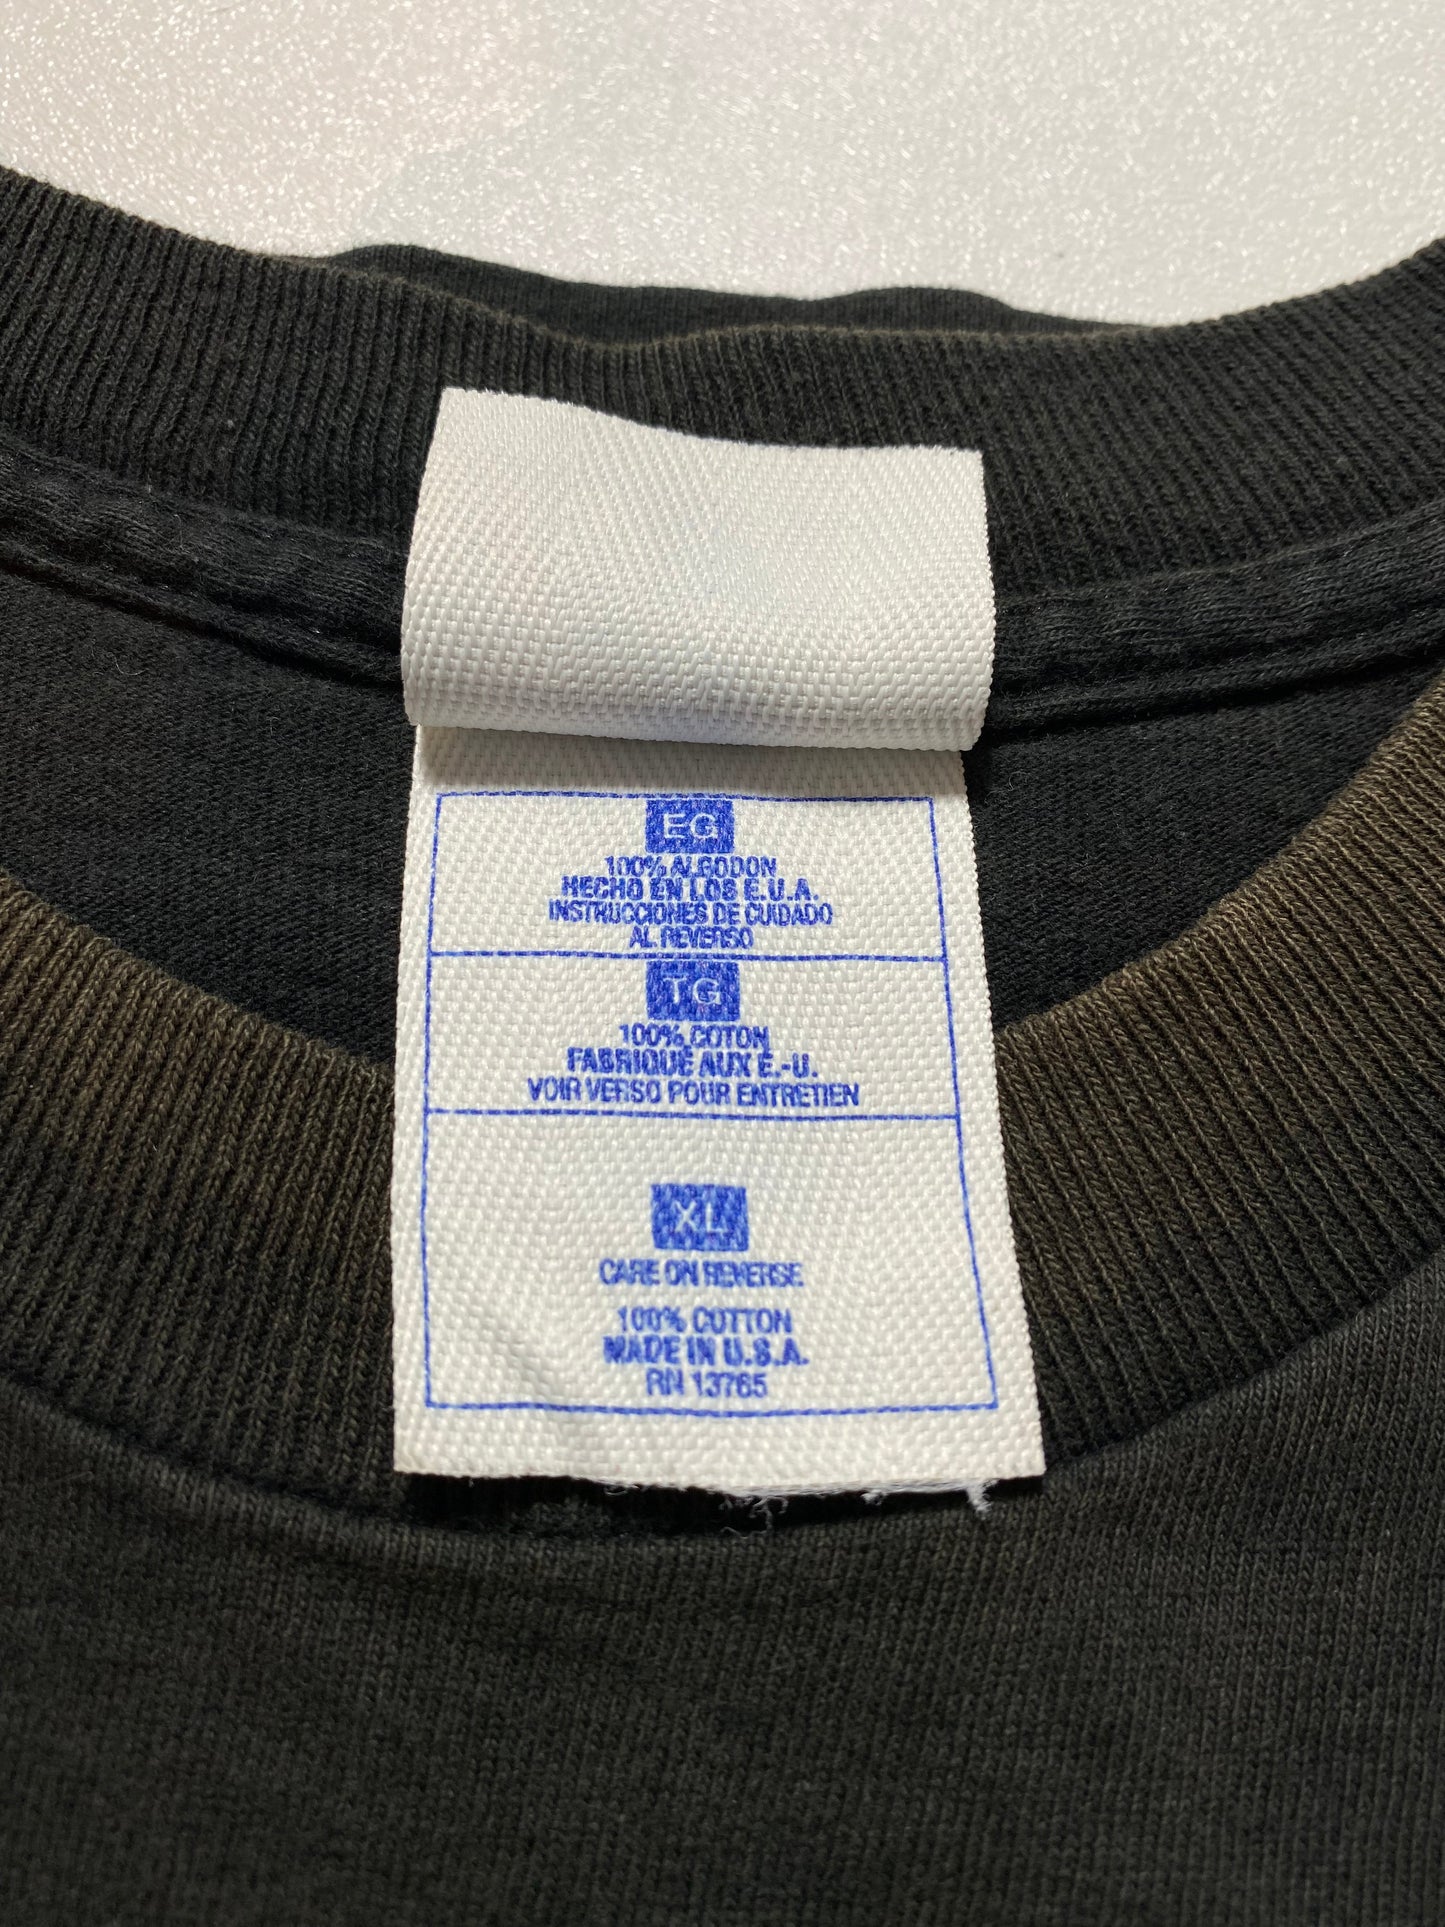 EG
100% ALGODON
HECHO EN LOS E.U.A.
INSTRUCCIONES DE CUIDADO
AL REVERSO
TG
100% COTON
FABRIQUÉ AUX É.-U.
VOIR VERSO POUR ENTRETIEN
XL
CARE ON REVERSE
100% COTTON
MADE IN U.S.A.
RN 13765